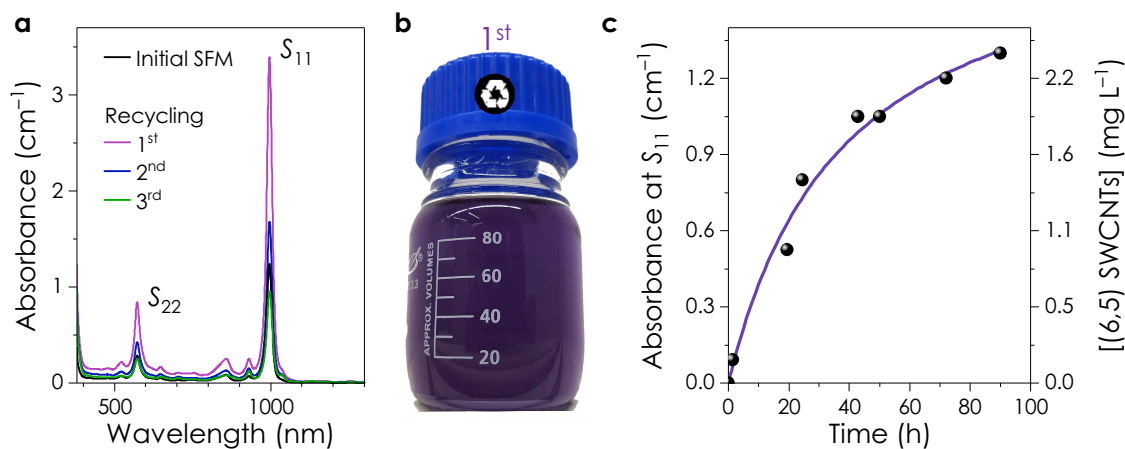 a
Initial SFM
Recycling
1st
2nd
3rd
S11
S22
Absorbance (cm−1)
3
2
1
0
500
1000
Wavelength (nm)
b
1st
80
60
40
20
APPROX. VOLUMES
c
Absorbance at S11 (cm−1)
1.2
0.9
0.6
0.3
0.0
0
20
40
60
80
100
Time (h)
2.2
1.6
1.1
0.5
0.0
[(6,5) SWCNTs] (mg L−1)